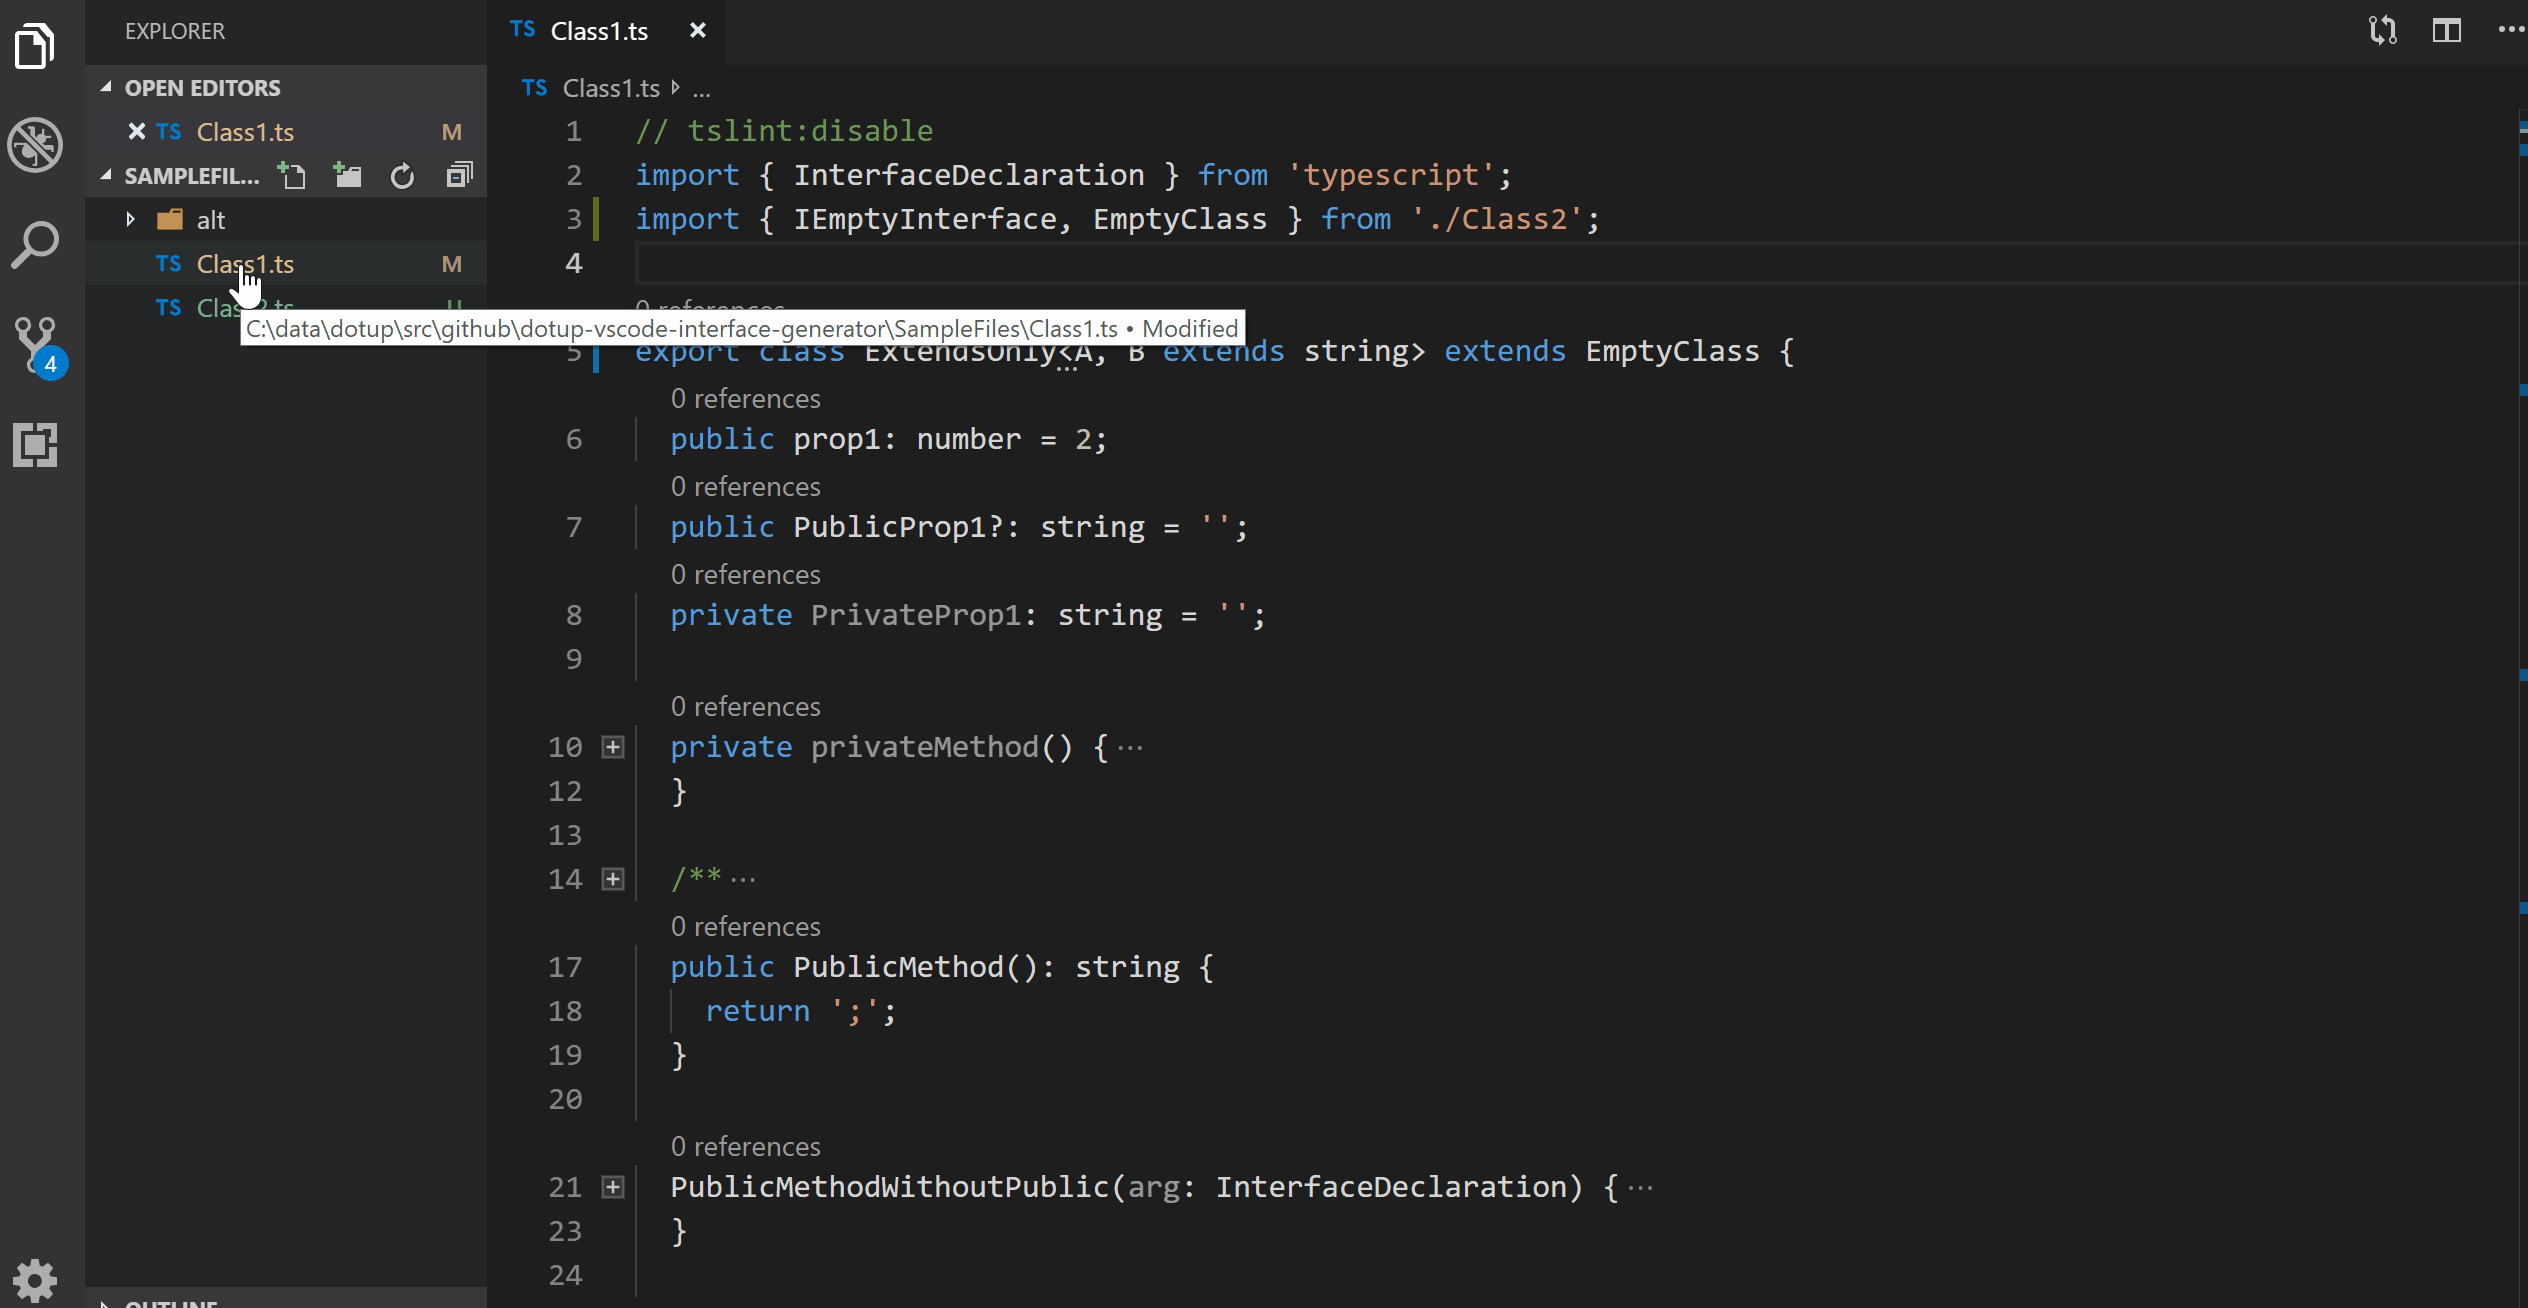 EXPLORER
OPEN EDITORS
TS Class1.ts M
SAMPLEFIL...
alt
TS Class1.ts M
TS
C:\data\dotup\src\github\dotup-vscode-interface-generator\SampleFiles\Class1.ts • Modified
4
OUTLINE
TS Class1.ts
TS Class1.ts ...
1 // tslint:disable
2 import { InterfaceDeclaration } from 'typescript';
3 import { IEmptyInterface, EmptyClass } from './Class2';
4
0 references
5 export class ExtendsOnly<A, B extends string> extends EmptyClass {
0 references
6 public prop1: number = 2;
0 references
7 public PublicProp1?: string = '';
0 references
8 private PrivateProp1: string = '';
9
0 references
10 private privateMethod() { ...
12 }
13
14 /** ...
0 references
17 public PublicMethod(): string {
18 return ';';
19 }
20
0 references
21 PublicMethodWithoutPublic(arg: InterfaceDeclaration) { ...
23 }
24